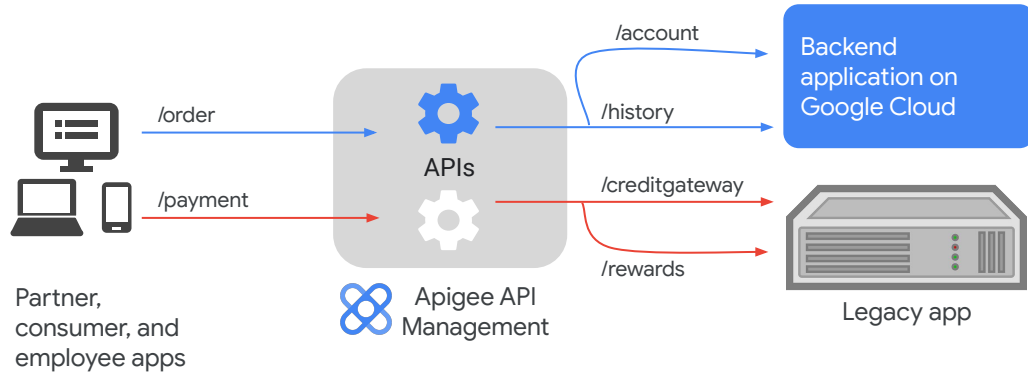 /account
Backend
application on
Google Cloud
/order
/history
APIs
/payment
/creditgateway
/rewards
Partner,
consumer, and
employee apps
Apigee API
Management
Legacy app